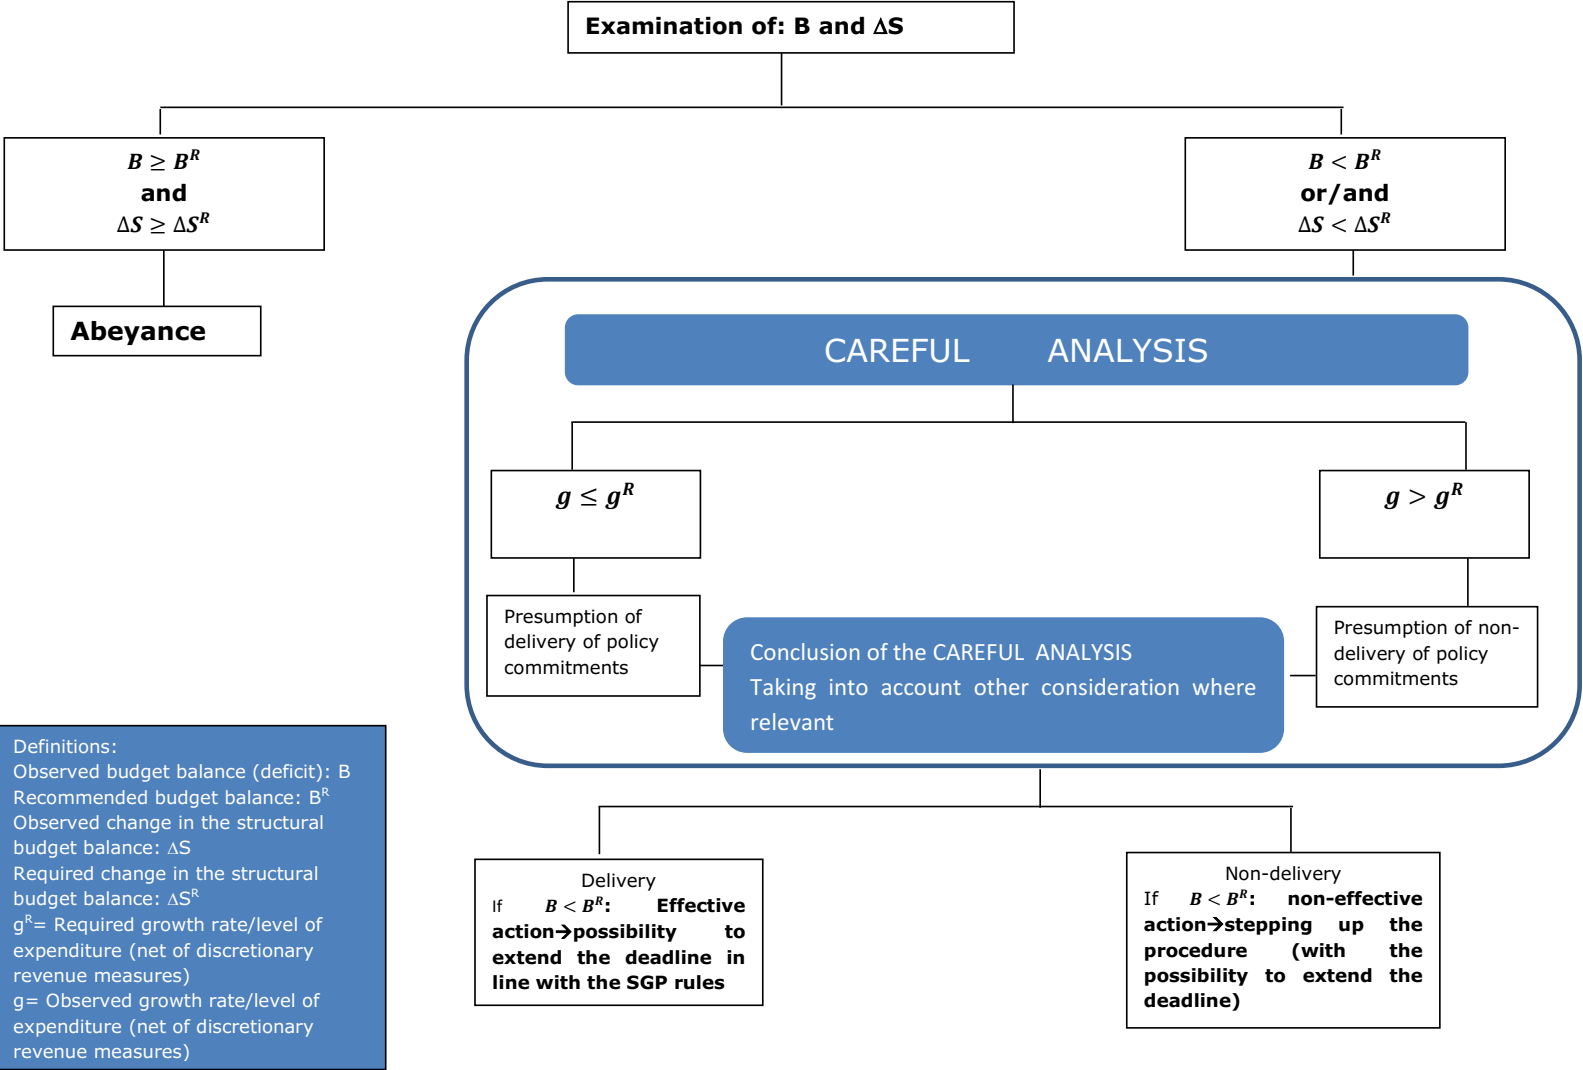 Examination of: B and ΔS
B ≥ B^R
and
ΔS ≥ ΔS^R
B < B^R
or/and
ΔS < ΔS^R
Abeyance
CAREFUL ANALYSIS
g ≤ g^R
g > g^R
Presumption of
delivery of policy
commitments
Conclusion of the CAREFUL ANALYSIS
Taking into account other consideration where
relevant
Presumption of non-
delivery of policy
commitments
Definitions:
Observed budget balance (deficit): B
Recommended budget balance: B^R
Observed change in the structural
budget balance: ΔS
Required change in the structural
budget balance: ΔS^R
g^R= Required growth rate/level of
expenditure (net of discretionary
revenue measures)
g= Observed growth rate/level of
expenditure (net of discretionary
revenue measures)
Delivery
If B < B^R: Effective
action→possibility to
extend the deadline in
line with the SGP rules
Non-delivery
If B < B^R: non-effective
action→stepping up the
procedure (with the
possibility to extend the
deadline)